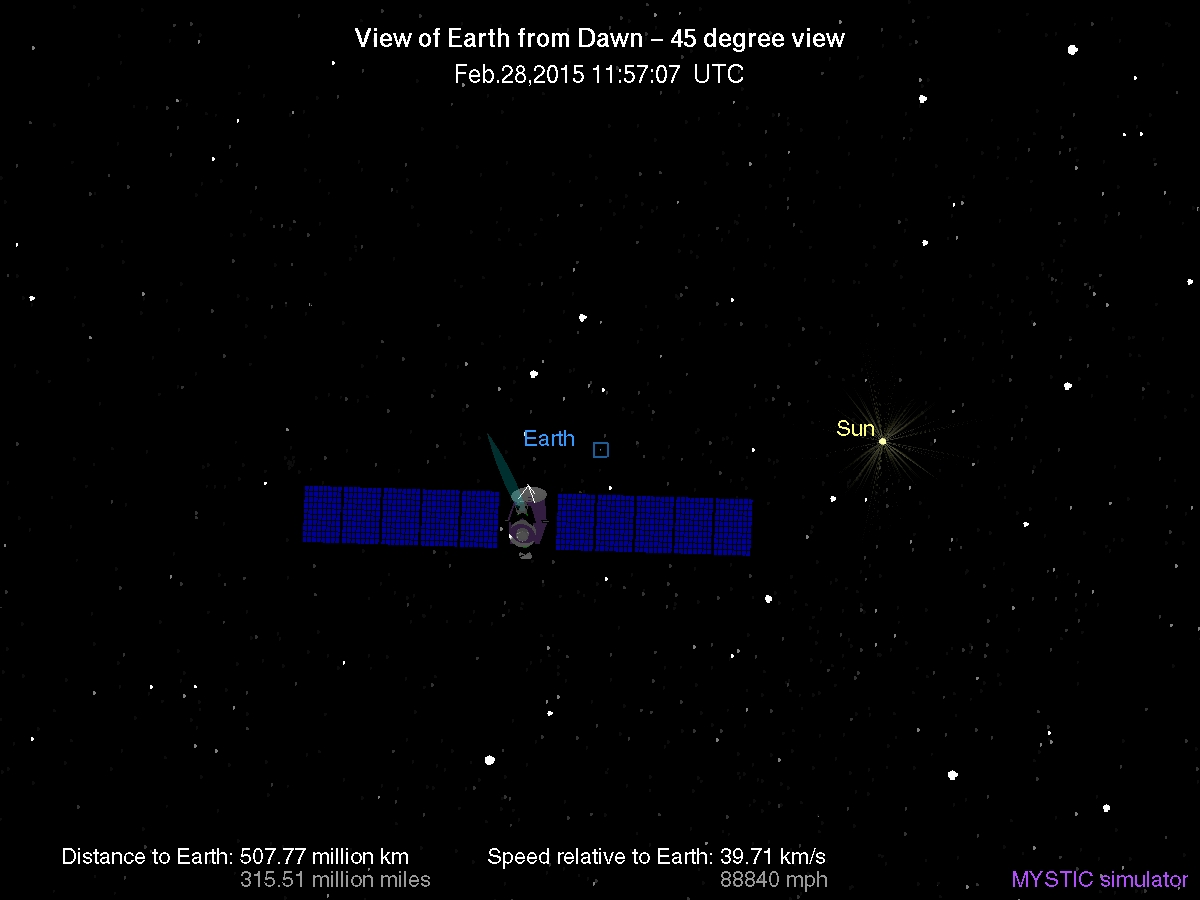 View of Earth from Dawn – 45 degree view
Feb.28,2015 11:57:07 UTC
Sun
Earth
Distance to Earth: 507.77 million km
315.51 million miles
Speed relative to Earth: 39.71 km/s
88840 mph
MYSTIC simulator